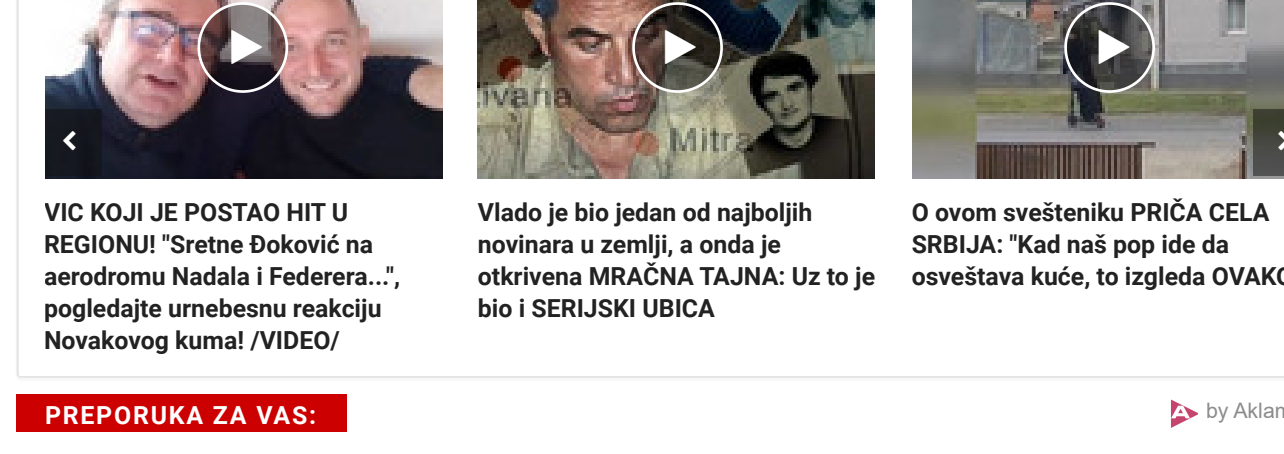 ivana
Mitra
VIC KOJI JE POSTAO HIT U
REGIONU! "Sretne Đoković na
aerodromu Nadala i Federera...",
pogledajte urnebesnu reakciju
Novakovog kuma! /VIDEO/
Vlado je bio jedan od najboljih
novinara u zemlji, a onda je
otkrivena MRAČNA TAJNA: Uz to je
bio i SERIJSKI UBICA
O ovom svešteniku PRIČA CELA
SRBIJA: "Kad naš pop ide da
osveštava kuće, to izgleda OVAKO
PREPORUKA ZA VAS:
by Aklam